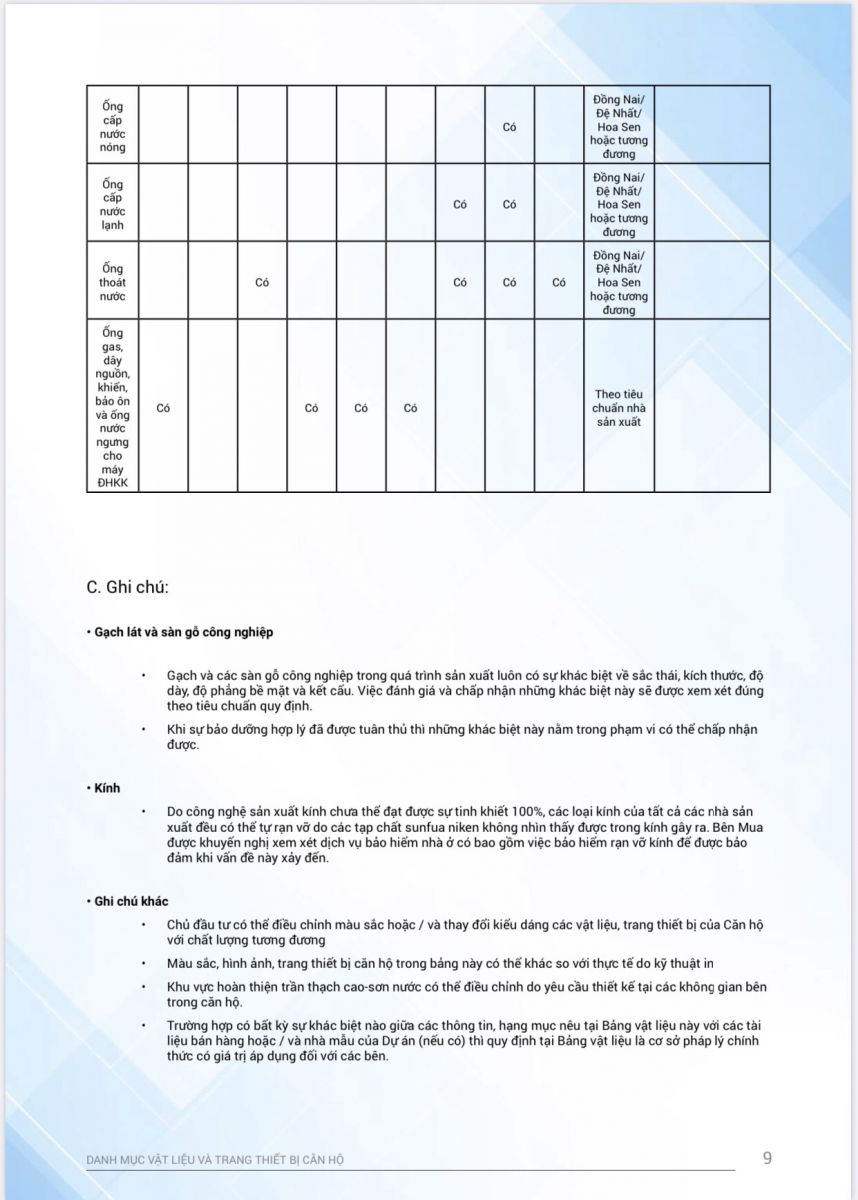 Ống
cấp
nước
nóng
Có
Đồng Nai/
Đệ Nhất/
Hoa Sen
hoặc tương
đương
Ống
cấp
nước
lạnh
Có
Có
Đồng Nai/
Đệ Nhất/
Hoa Sen
hoặc tương
đương
Ống
thoát
nước
Có
Có
Có
Có
Đồng Nai/
Đệ Nhất/
Hoa Sen
hoặc tương
đương
Ống
gas,
dây
nguồn,
khiển,
bảo ôn
và ống
nước
ngưng
cho
máy
ĐHKK
Có
Có
Có
Có
Theo tiêu
chuẩn nhà
sản xuất
C. Ghi chú:
• Gạch lát và sàn gỗ công nghiệp
• Gạch và các sàn gỗ công nghiệp trong quá trình sản xuất luôn có sự khác biệt về sắc thái, kích thước, độ
dày, độ phẳng bề mặt và kết cấu. Việc đánh giá và chấp nhận những khác biệt này sẽ được xem xét đúng
theo tiêu chuẩn quy định.
• Khi sự bảo dưỡng hợp lý đã được tuân thủ thì những khác biệt này nằm trong phạm vi có thể chấp nhận
được.
• Kính
• Do công nghệ sản xuất kính chưa thể đạt được sự tinh khiết 100%, các loại kính của tất cả các nhà sản
xuất đều có thể tự rạn vỡ do các tạp chất sunfua niken không nhìn thấy được trong kính gây ra. Bên Mua
được khuyến nghị xem xét dịch vụ bảo hiểm nhà ở có bao gồm việc bảo hiểm rạn vỡ kính để được bảo
đảm khi vấn đề này xảy đến.
• Ghi chú khác
• Chủ đầu tư có thể điều chỉnh màu sắc hoặc / và thay đổi kiểu dáng các vật liệu, trang thiết bị của Căn hộ
với chất lượng tương đương
• Màu sắc, hình ảnh, trang thiết bị căn hộ trong bảng này có thể khác so với thực tế do kỹ thuật in
• Khu vực hoàn thiện trần thạch cao-sơn nước có thể điều chỉnh do yêu cầu thiết kế tại các không gian bên
trong căn hộ.
• Trường hợp có bất kỳ sự khác biệt nào giữa các thông tin, hạng mục nêu tại Bảng vật liệu này với các tài
liệu bán hàng hoặc / và nhà mẫu của Dự án (nếu có) thì quy định tại Bảng vật liệu là cơ sở pháp lý chính
thức có giá trị áp dụng đối với các bên.
DANH MỤC VẬT LIỆU VÀ TRANG THIẾT BỊ CĂN HỘ
9